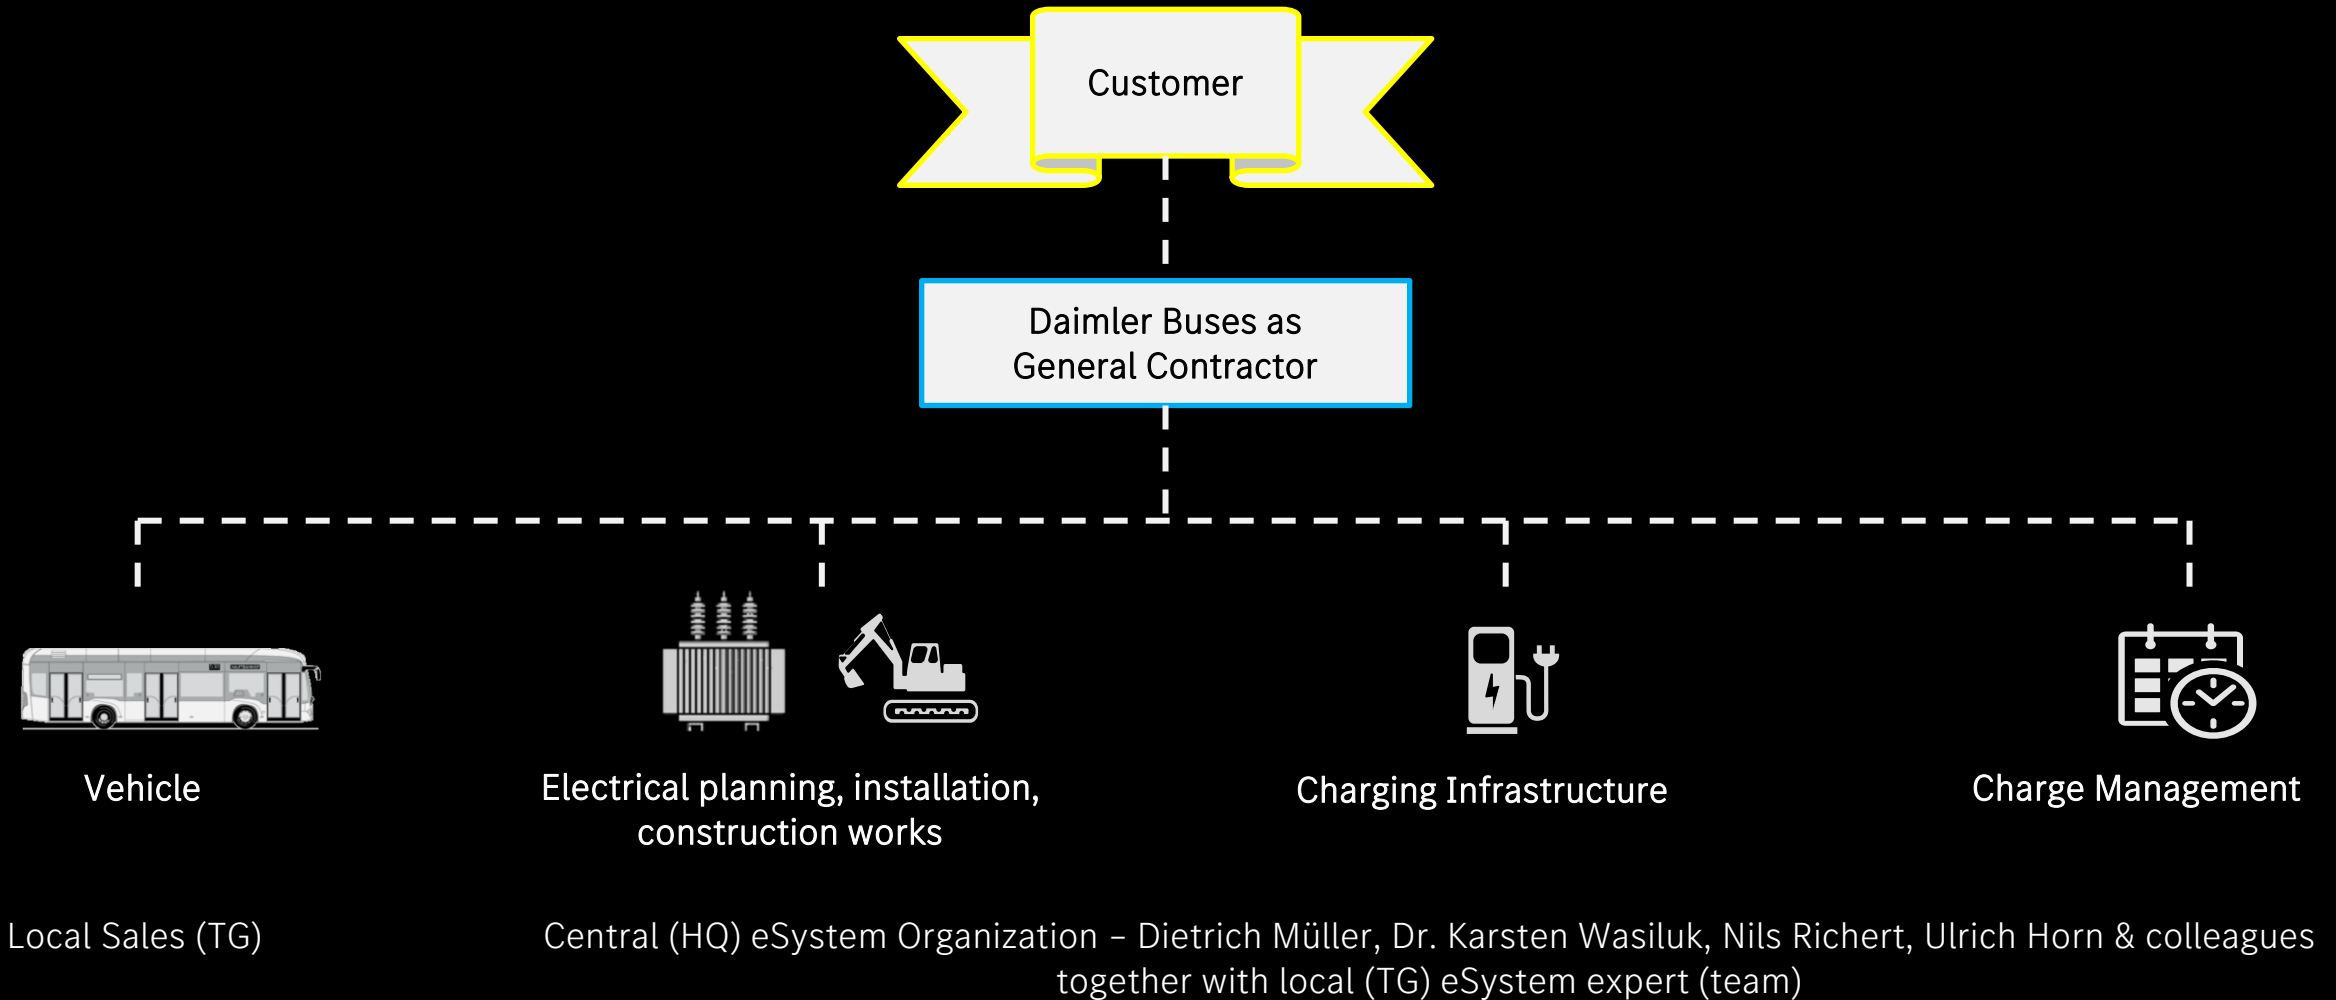 Customer
Daimler Buses as
General Contractor
Vehicle
Electrical planning, installation,
construction works
Charging Infrastructure
Charge Management
Local Sales (TG)
Central (HQ) eSystem Organization – Dietrich Müller, Dr. Karsten Wasiluk, Nils Richert, Ulrich Horn & colleagues
together with local (TG) eSystem expert (team)